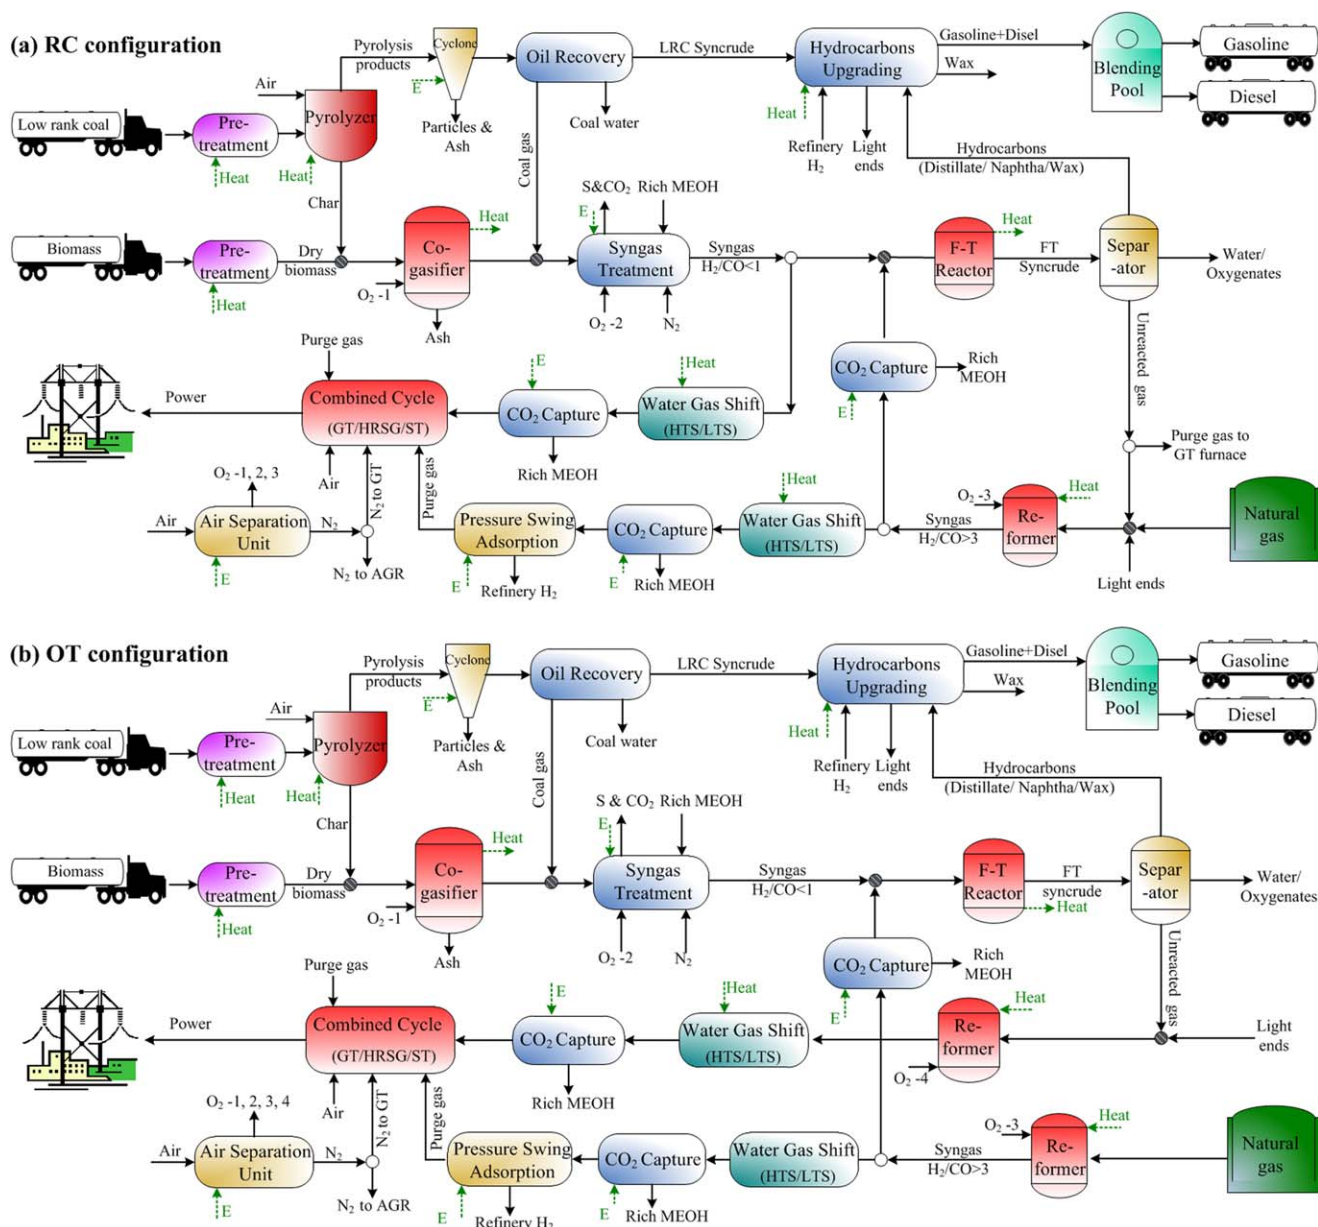 (a) RC configuration
Pyrolysis
products
Cyclone
Oil Recovery
LRC Syncrude
Hydrocarbons
Upgrading
Gasoline+Disel
Wax
Blending
Pool
Gasoline
Diesel
Air
E
Low rank coal
Pre-
treatment
Pyrolyzer
Particles &
Ash
Coal water
Heat
Refinery
H2
Light
ends
Hydrocarbons
(Distillate/ Naphtha/Wax)
Heat
Heat
Char
Coal gas
S&CO2 Rich MEOH
E
Heat
Heat
Biomass
Pre-
treatment
Dry
biomass
Co-
gasifier
Syngas
Treatment
Syngas
H2/CO<1
F-T
Reactor
FT
Syncrude
Separ
-ator
Water/
Oxygenates
Heat
O2 -1
Ash
O2 -2
N2
Unreacted gas
Purge gas
E
Heat
CO2 Capture
Rich
MEOH
E
Power
Combined Cycle
(GT/HRSG/ST)
CO2 Capture
Water Gas Shift
(HTS/LTS)
Rich MEOH
Purge gas to
GT furnace
O2 -1, 2, 3
Air
N2 to GT
Purge gas
Heat
O2 -3
Heat
Air
Air Separation
Unit
N2
Pressure Swing
Adsorption
CO2 Capture
Water Gas Shift
(HTS/LTS)
Syngas
H2/CO>3
Re-
former
Natural
gas
E
N2 to AGR
E
Refinery H2
E
Rich MEOH
Light ends
(b) OT configuration
Pyrolysis
products
Cyclone
Oil Recovery
LRC Syncrude
Hydrocarbons
Upgrading
Gasoline+Disel
Wax
Blending
Pool
Gasoline
Diesel
Air
E
Low rank coal
Pre-
treatment
Pyrolyzer
Particles &
Ash
Coal water
Heat
Refinery
H2
Light
ends
Hydrocarbons
(Distillate/ Naphtha/Wax)
Heat
Heat
Char
Coal gas
S & CO2 Rich MEOH
E
Heat
Biomass
Pre-
treatment
Dry
biomass
Co-
gasifier
Syngas
Treatment
Syngas
H2/CO<1
F-T
Reactor
FT
syncrude
Heat
Separ
-ator
Water/
Oxygenates
Heat
O2 -1
Ash
O2 -2
N2
Unreacted gas
Purge gas
E
Heat
CO2 Capture
Rich
MEOH
E
Heat
Power
Combined Cycle
(GT/HRSG/ST)
CO2 Capture
Water Gas Shift
(HTS/LTS)
Re-
former
Light
ends
O2 -4
Rich MEOH
O2 -1, 2, 3, 4
Air
N2 to GT
Purge gas
O2 -3
Heat
Air
Air Separation
Unit
N2
Pressure Swing
Adsorption
CO2 Capture
Water Gas Shift
(HTS/LTS)
Syngas
H2/CO>3
Re-
former
Natural
gas
E
N2 to AGR
E
Refinery H2
E
Rich MEOH